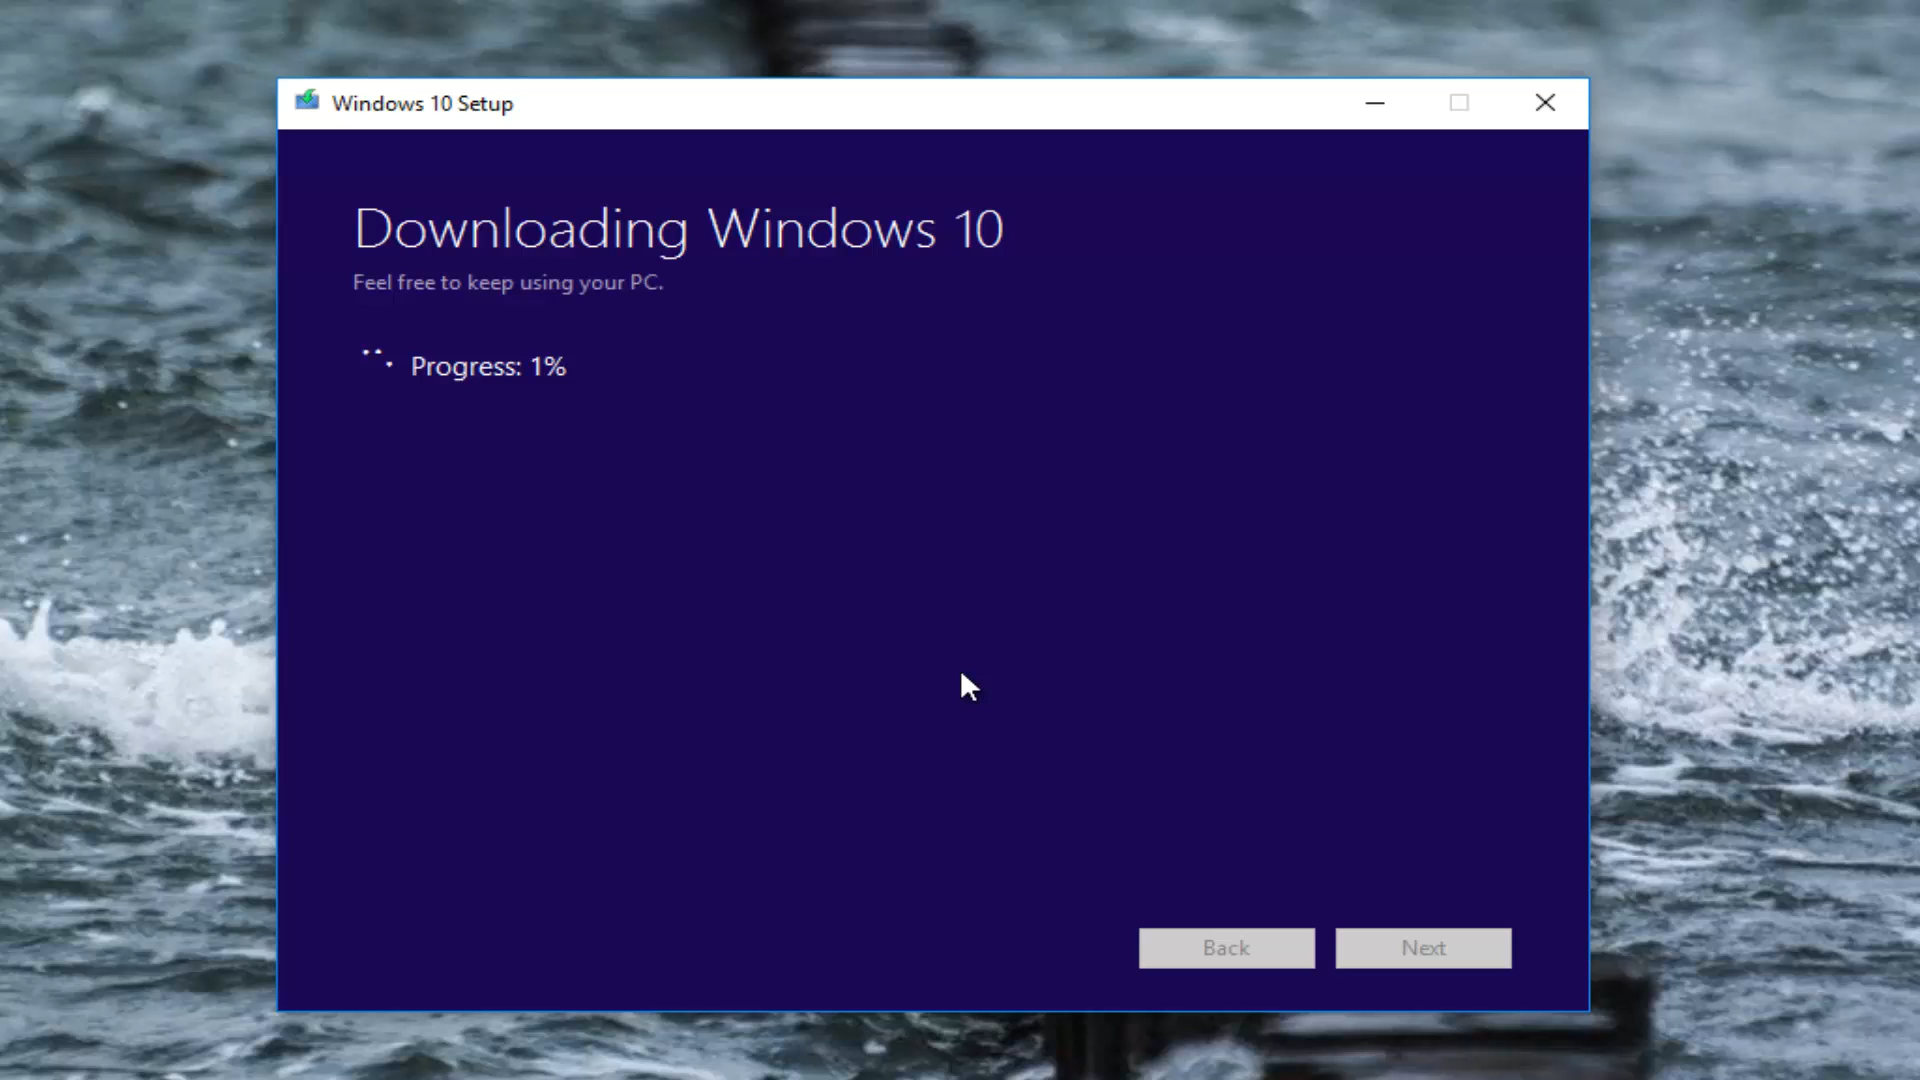 Windows 10 Setup
Downloading Windows 10
Feel free to keep using your PC.
Progress: 1%
Back
Next